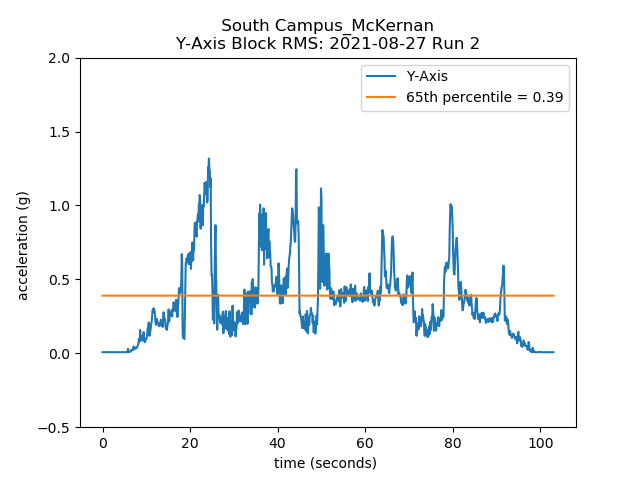 South Campus_McKernan
Y-Axis Block RMS: 2021-08-27 Run 2
Y-Axis
65th percentile = 0.39
2.0
1.5
1.0
0.5
0.0
−0.5
acceleration (g)
0 20 40 60 80 100
time (seconds)